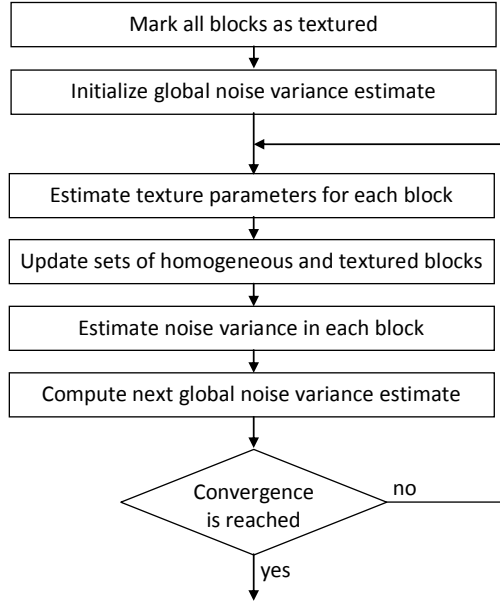 Mark all blocks as textured
Initialize global noise variance estimate
Estimate texture parameters for each block
Update sets of homogeneous and textured blocks
Estimate noise variance in each block
Compute next global noise variance estimate
Convergence
is reached
no
yes